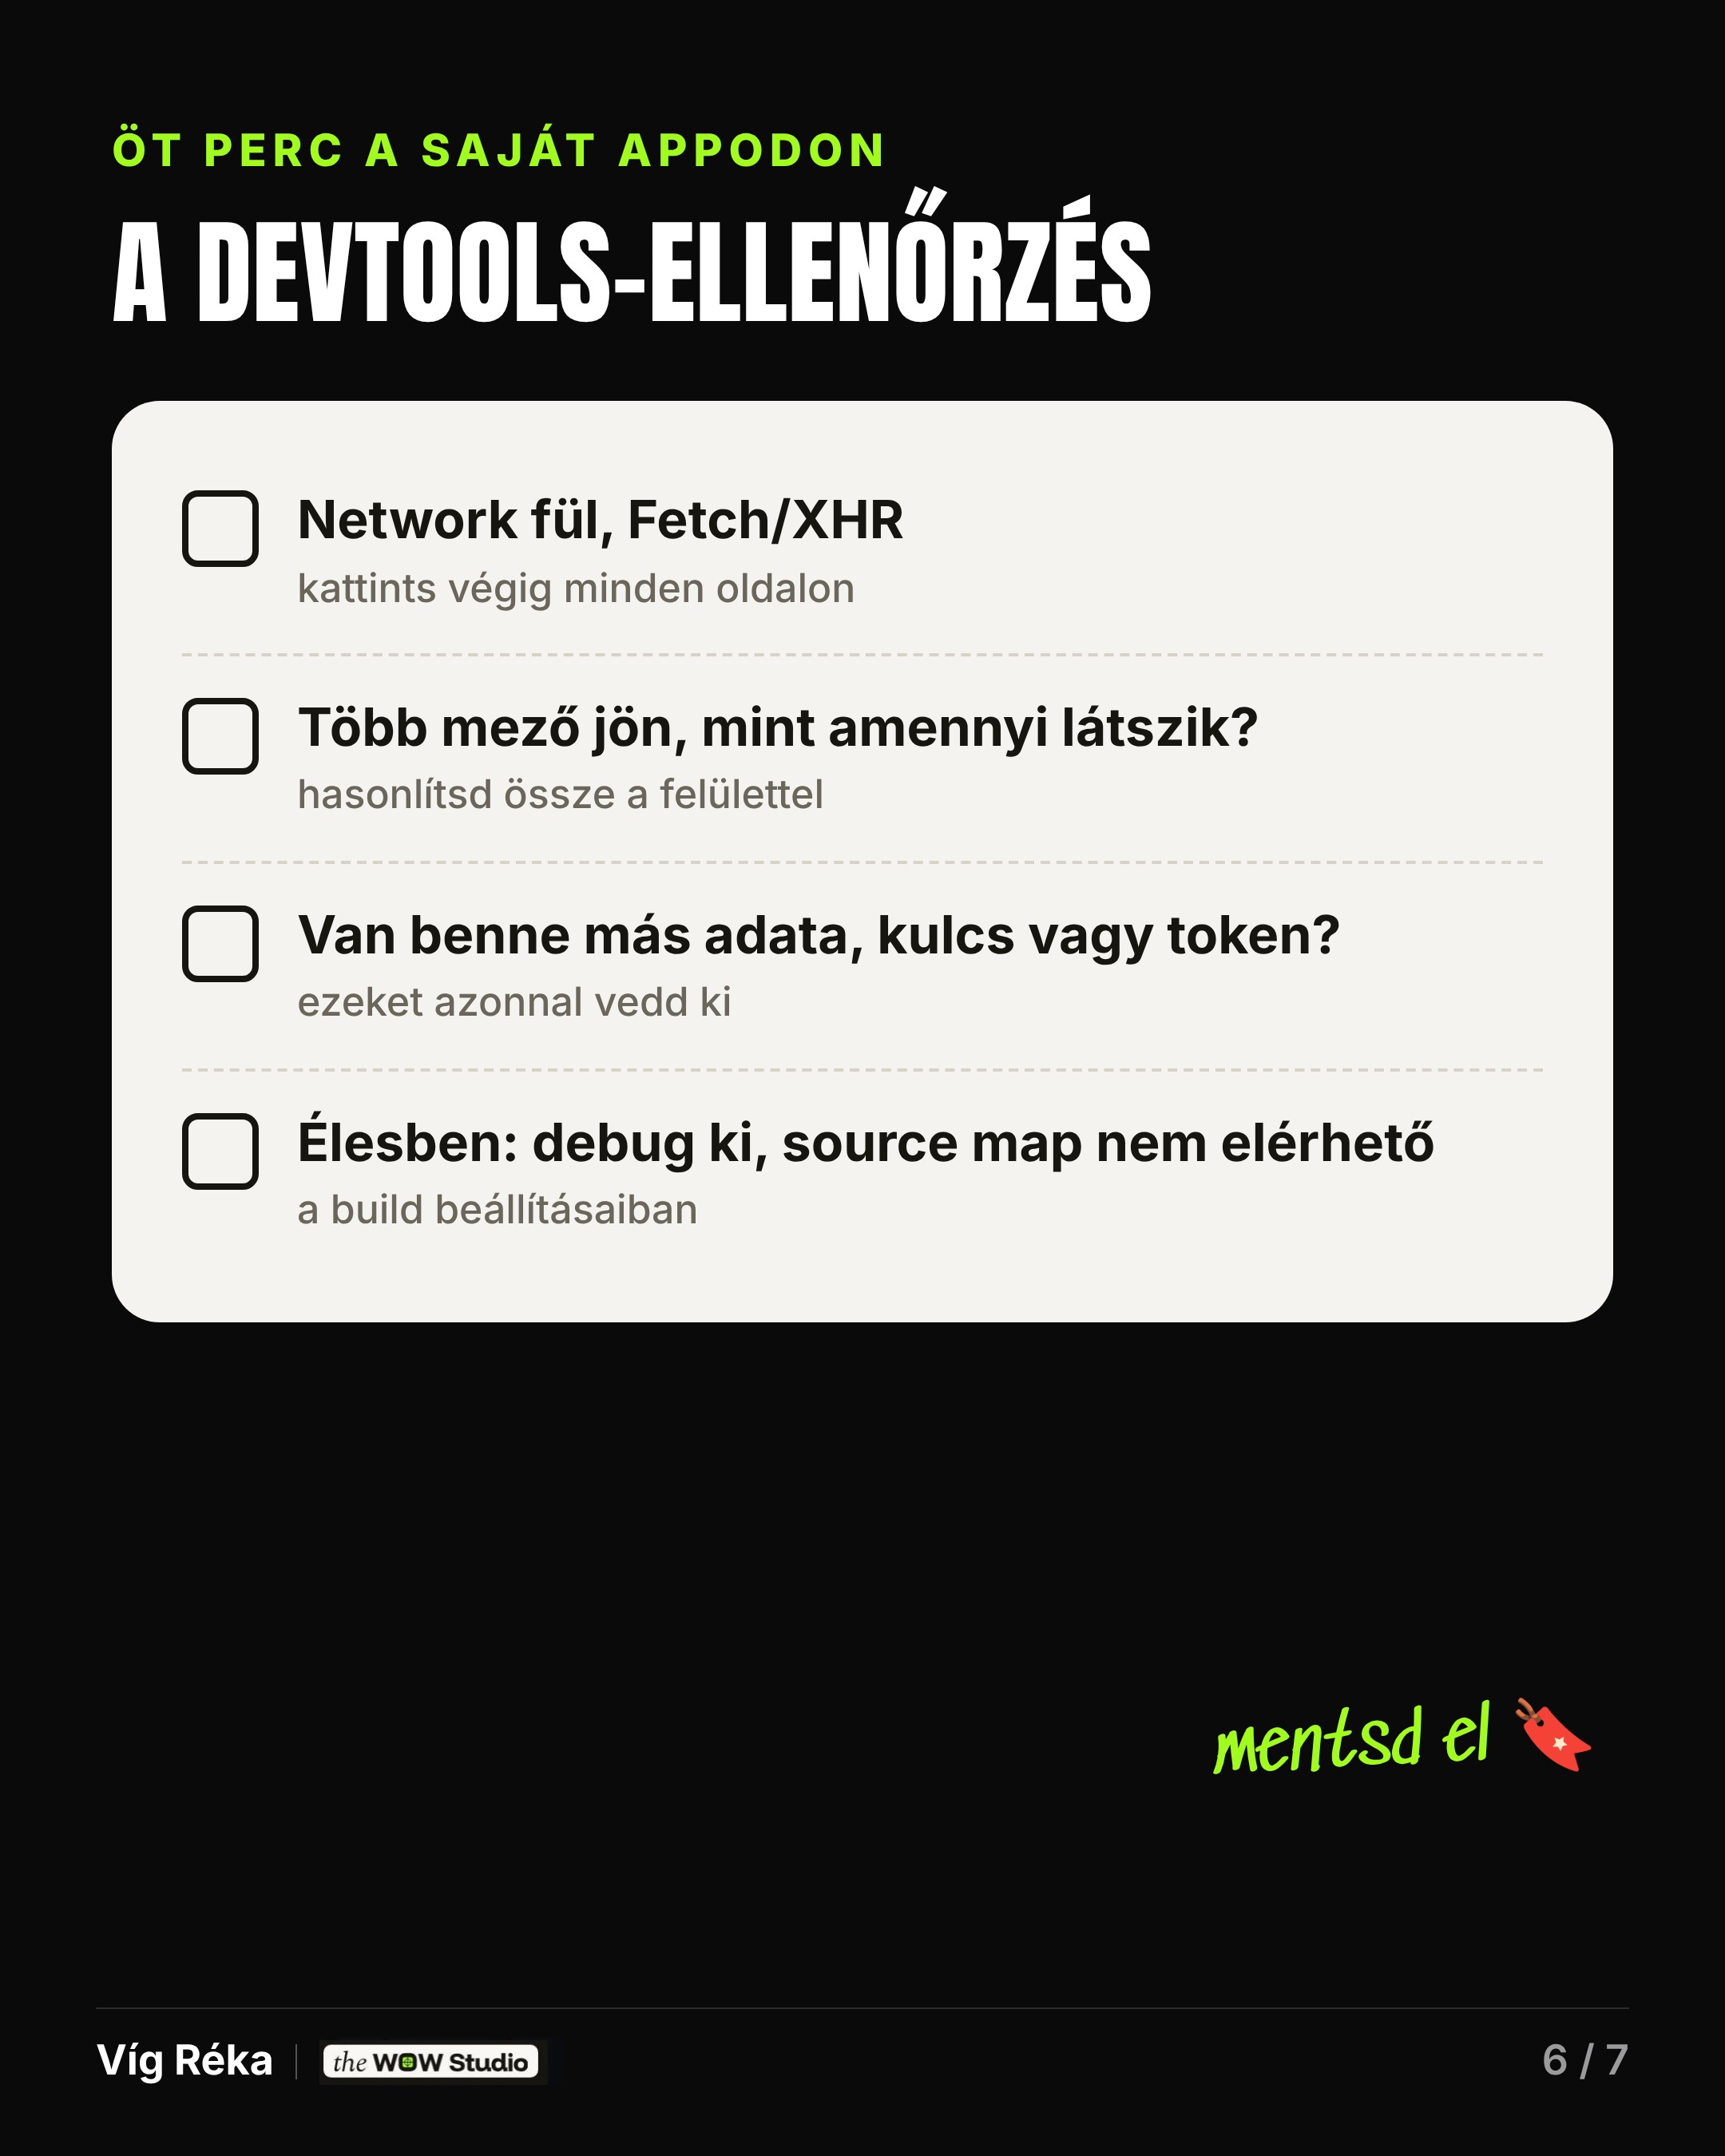 ÖT PERC A SAJÁT APPODON
A DEVTOOLS-ELLENŐRZÉS
Network fül, Fetch/XHR
kattints végig minden oldalon
Több mező jön, mint amennyi látszik?
hasonlítsd össze a felülettel
Van benne más adata, kulcs vagy token?
ezeket azonnal vedd ki
Élesben: debug ki, source map nem elérhető
a build beállításaiban
mentsd el
Víg Réka
the WOW Studio
6 / 7